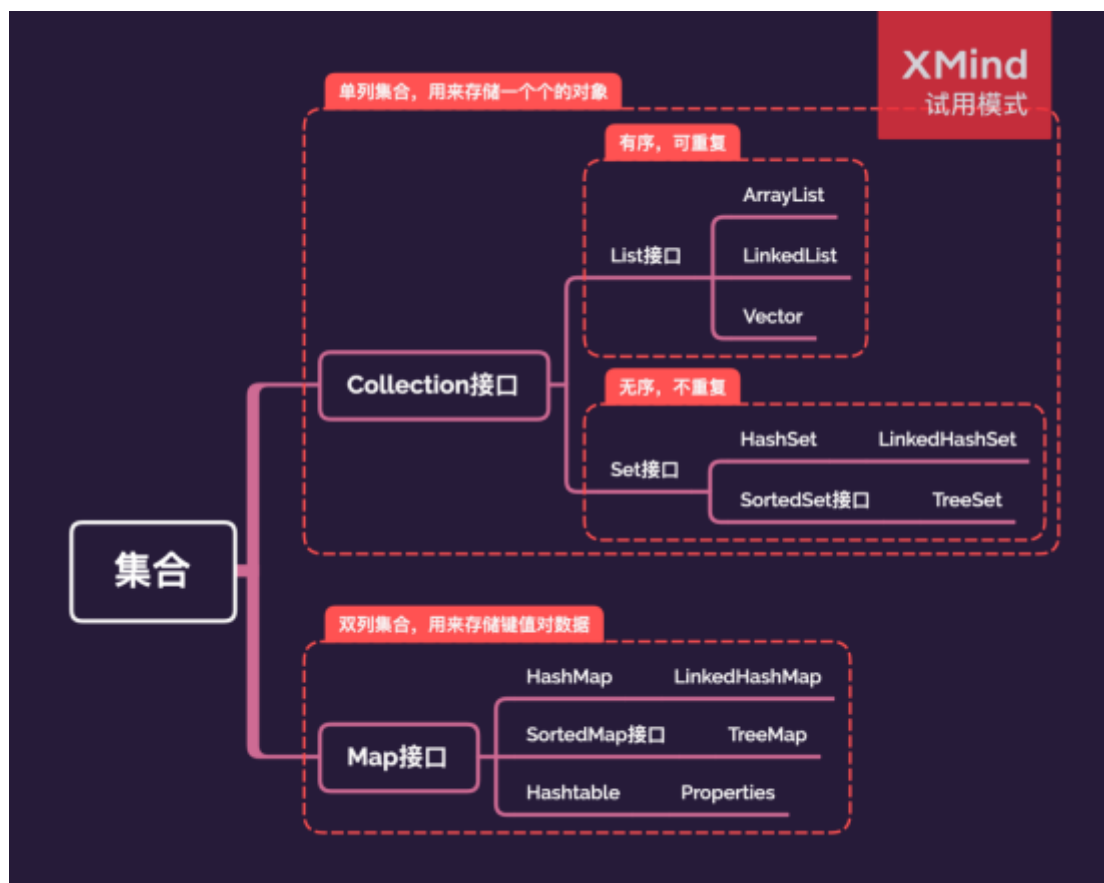 XMind
试用模式
单列集合，用来存储一个个的对象
有序，可重复
ArrayList
List接口
LinkedList
Vector
Collection接口
无序，不重复
HashSet LinkedHashSet
Set接口
SortedSet接口 TreeSet
集合
双列集合，用来存储键值对数据
HashMap LinkedHashMap
SortedMap接口 TreeMap
Map接口
Hashtable Properties